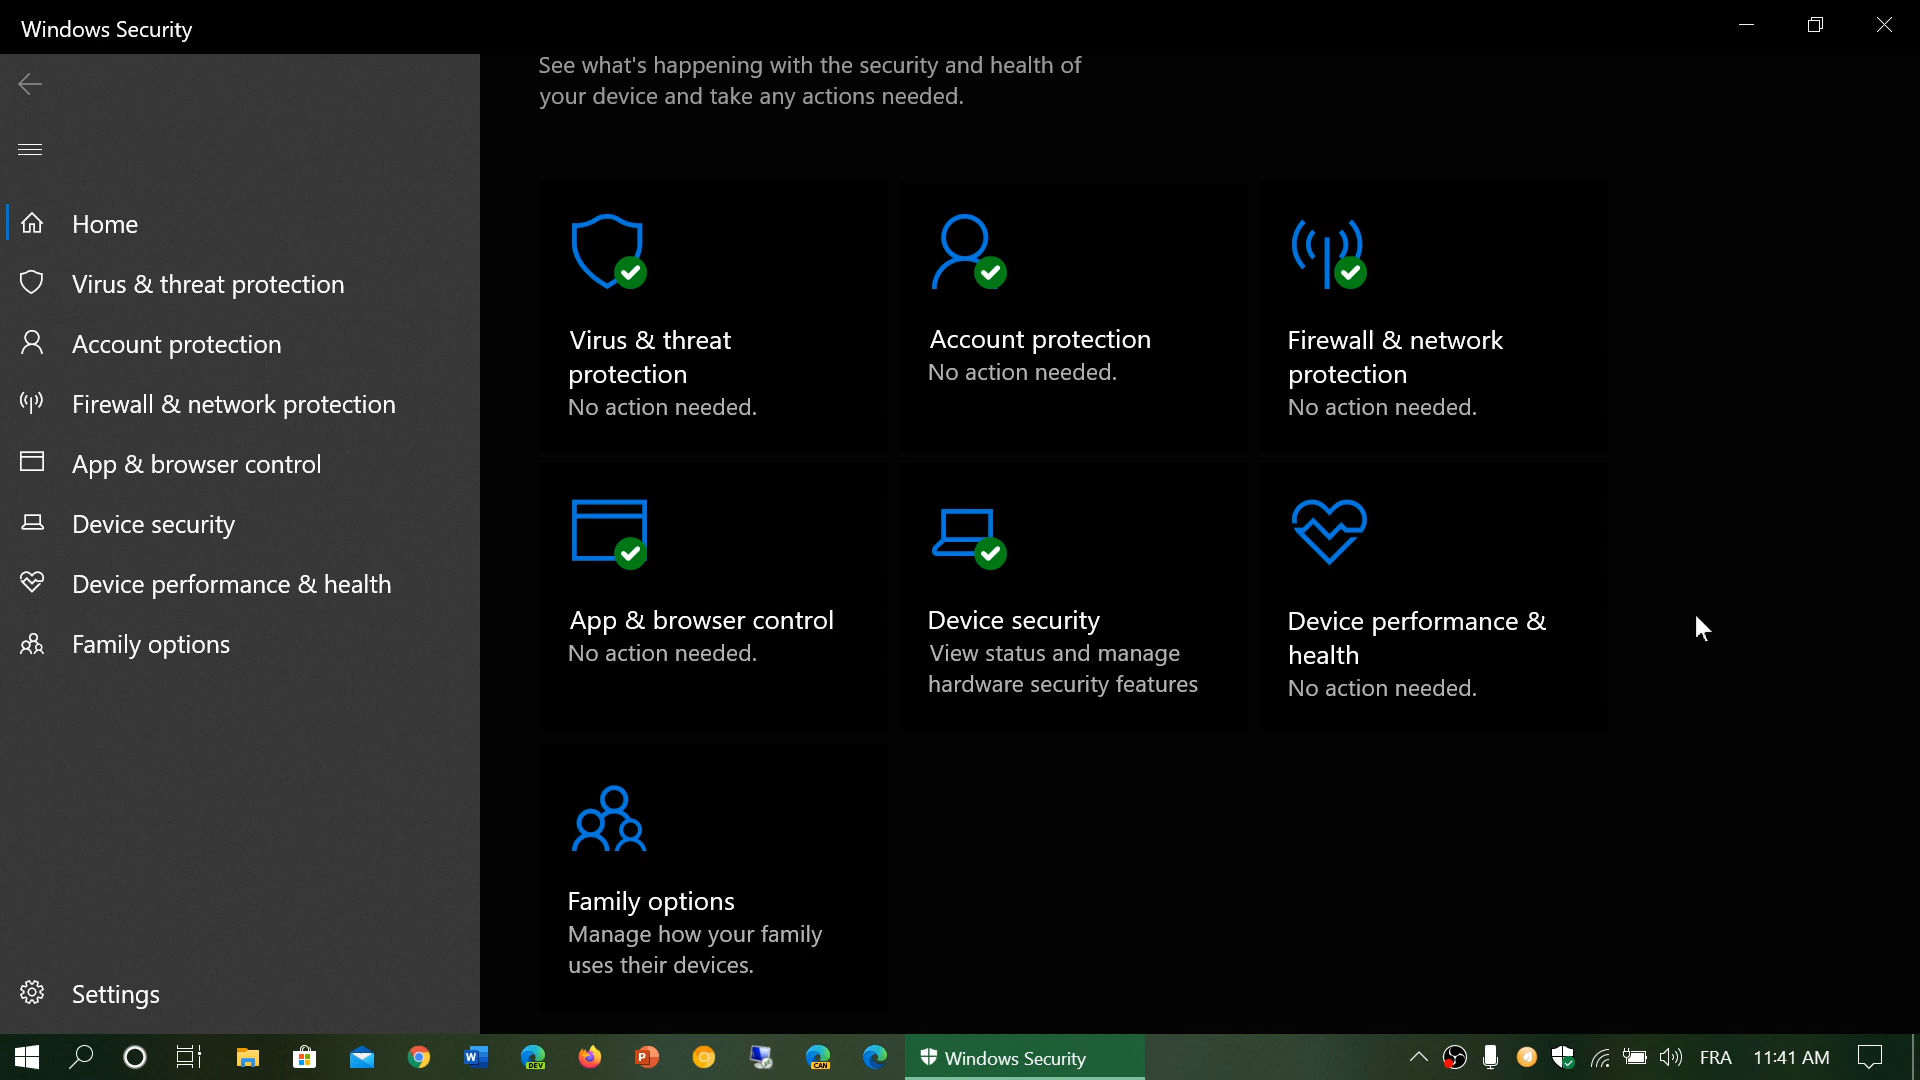 Windows Security
See what's happening with the security and health of
your device and take any actions needed.
Home
Virus & threat protection
Account protection
Firewall & network protection
App & browser control
Device security
Device performance & health
Family options
Settings
Virus & threat
protection
No action needed.
Account protection
No action needed.
Firewall & network
protection
No action needed.
App & browser control
No action needed.
Device security
View status and manage
hardware security features
Device performance &
health
No action needed.
Family options
Manage how your family
uses their devices.
W
DEV
P
CAN
Windows Security
FRA
11:41 AM